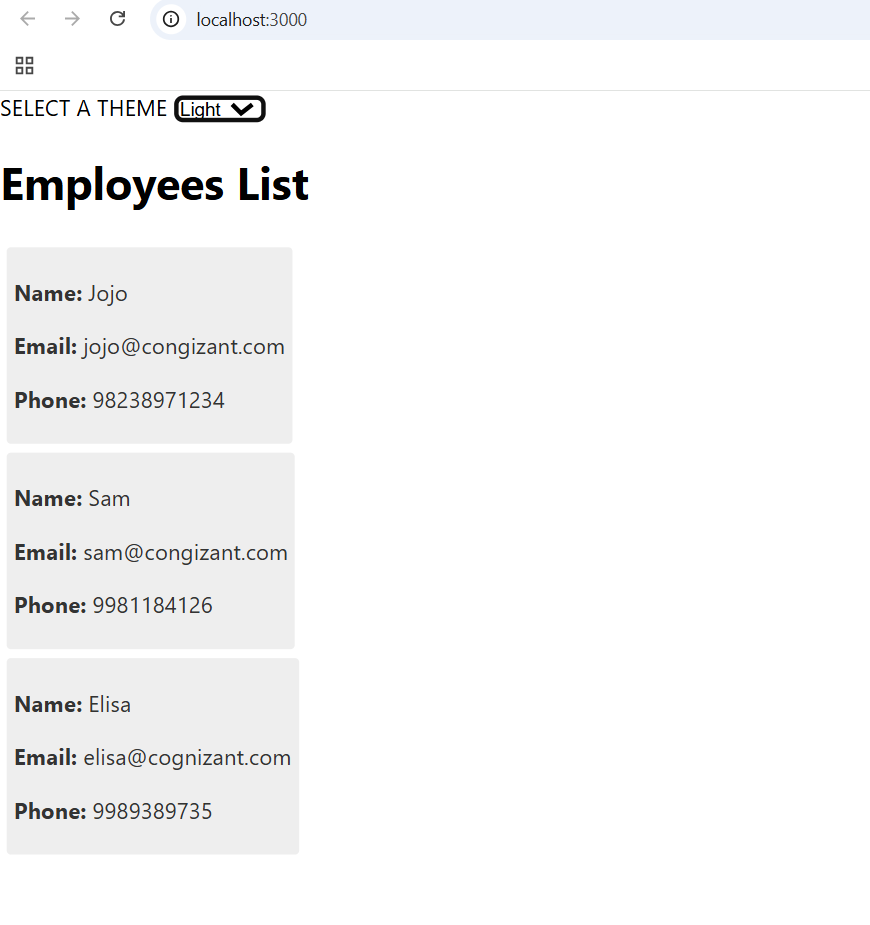 localhost:3000
SELECT A THEME Light
Employees List
Name: Jojo
Email: jojo@congizant.com
Phone: 98238971234
Name: Sam
Email: sam@congizant.com
Phone: 9981184126
Name: Elisa
Email: elisa@cognizant.com
Phone: 9989389735